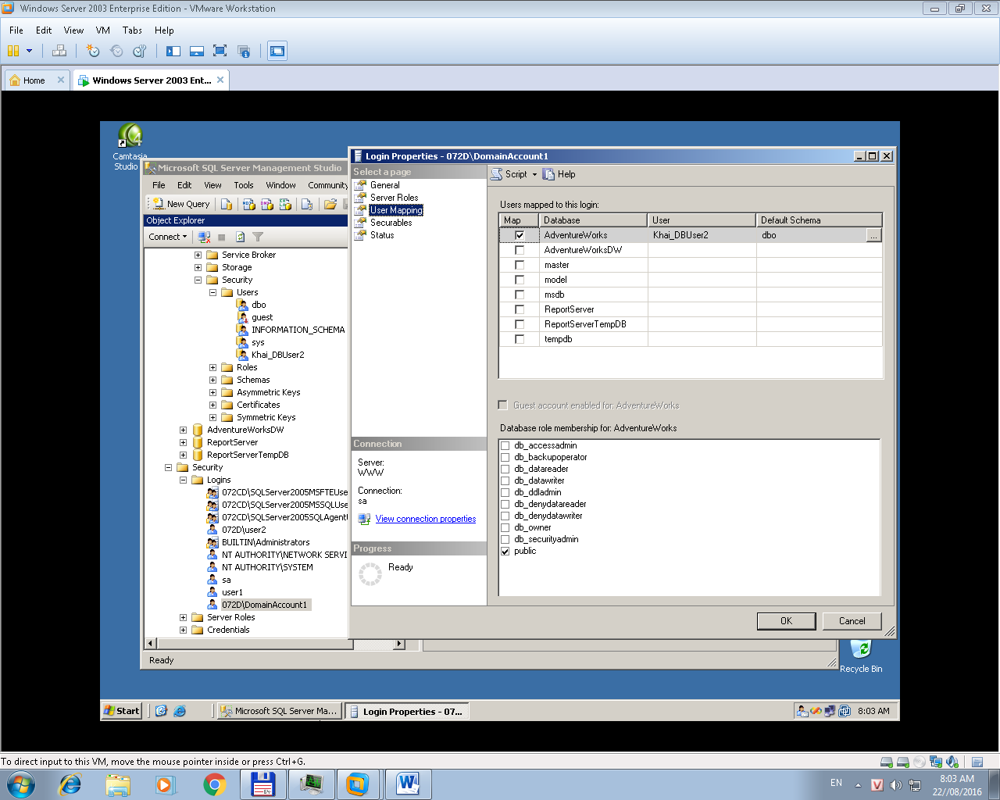 Windows Server 2003 Enterprise Edition - VMware Workstation
File Edit View VM Tabs Help
Home
Windows Server 2003 Ent...
Camtasia
Studio
4
Microsoft SQL Server Management Studio
File Edit View Tools Window Community
New Query
Object Explorer
Connect
Service Broker
Storage
Security
Users
dbo
guest
INFORMATION_SCHEMA
sys
Khai_DBUser2
Roles
Schemas
Asymmetric Keys
Certificates
Symmetric Keys
AdventureWorksDW
ReportServer
ReportServerTempDB
Security
Logins
072CD\SQLServer2005MSFTEUse
072CD\SQLServer2005MSSQLUse
072CD\SQLServer2005SQLAgent
072D\user2
BUILTIN\Administrators
NT AUTHORITY\NETWORK SERVI
NT AUTHORITY\SYSTEM
sa
user1
072D\DomainAccount1
Server Roles
Credentials
Ready
Login Properties - 072D\DomainAccount1
Select a page
General
Server Roles
User Mapping
Securables
Status
Connection
Server:
WWW
Connection:
sa
View connection properties
Progress
Ready
Script Help
Users mapped to this login:
Map Database User Default Schema
AdventureWorks Khai_DBUser2 dbo ...
AdventureWorksDW
master
model
msdb
ReportServer
ReportServerTempDB
tempdb
Guest account enabled for: AdventureWorks
Database role membership for: AdventureWorks
db_accessadmin
db_backupoperator
db_datareader
db_datawriter
db_ddladmin
db_denydatareader
db_denydatawriter
db_owner
db_securityadmin
public
OK Cancel
Recycle Bin
Start
Microsoft SQL Server Ma...
Login Properties - 07...
8:03 AM
To direct input to this VM, move the mouse pointer inside or press Ctrl+G.
64
W
EN
V
8:03 AM
22//08/2016